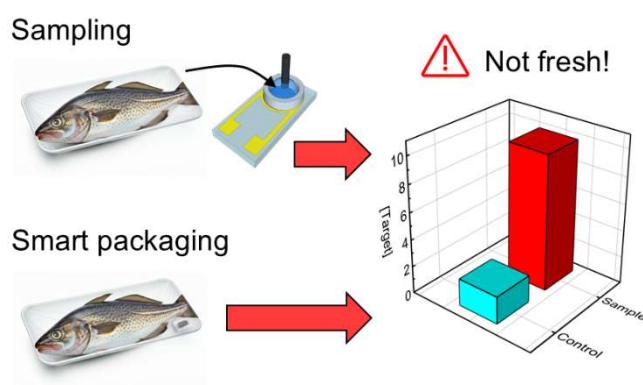 Sampling
Not fresh!
10
8
6
4
2
0
[Target]
Sample
Control
Smart packaging